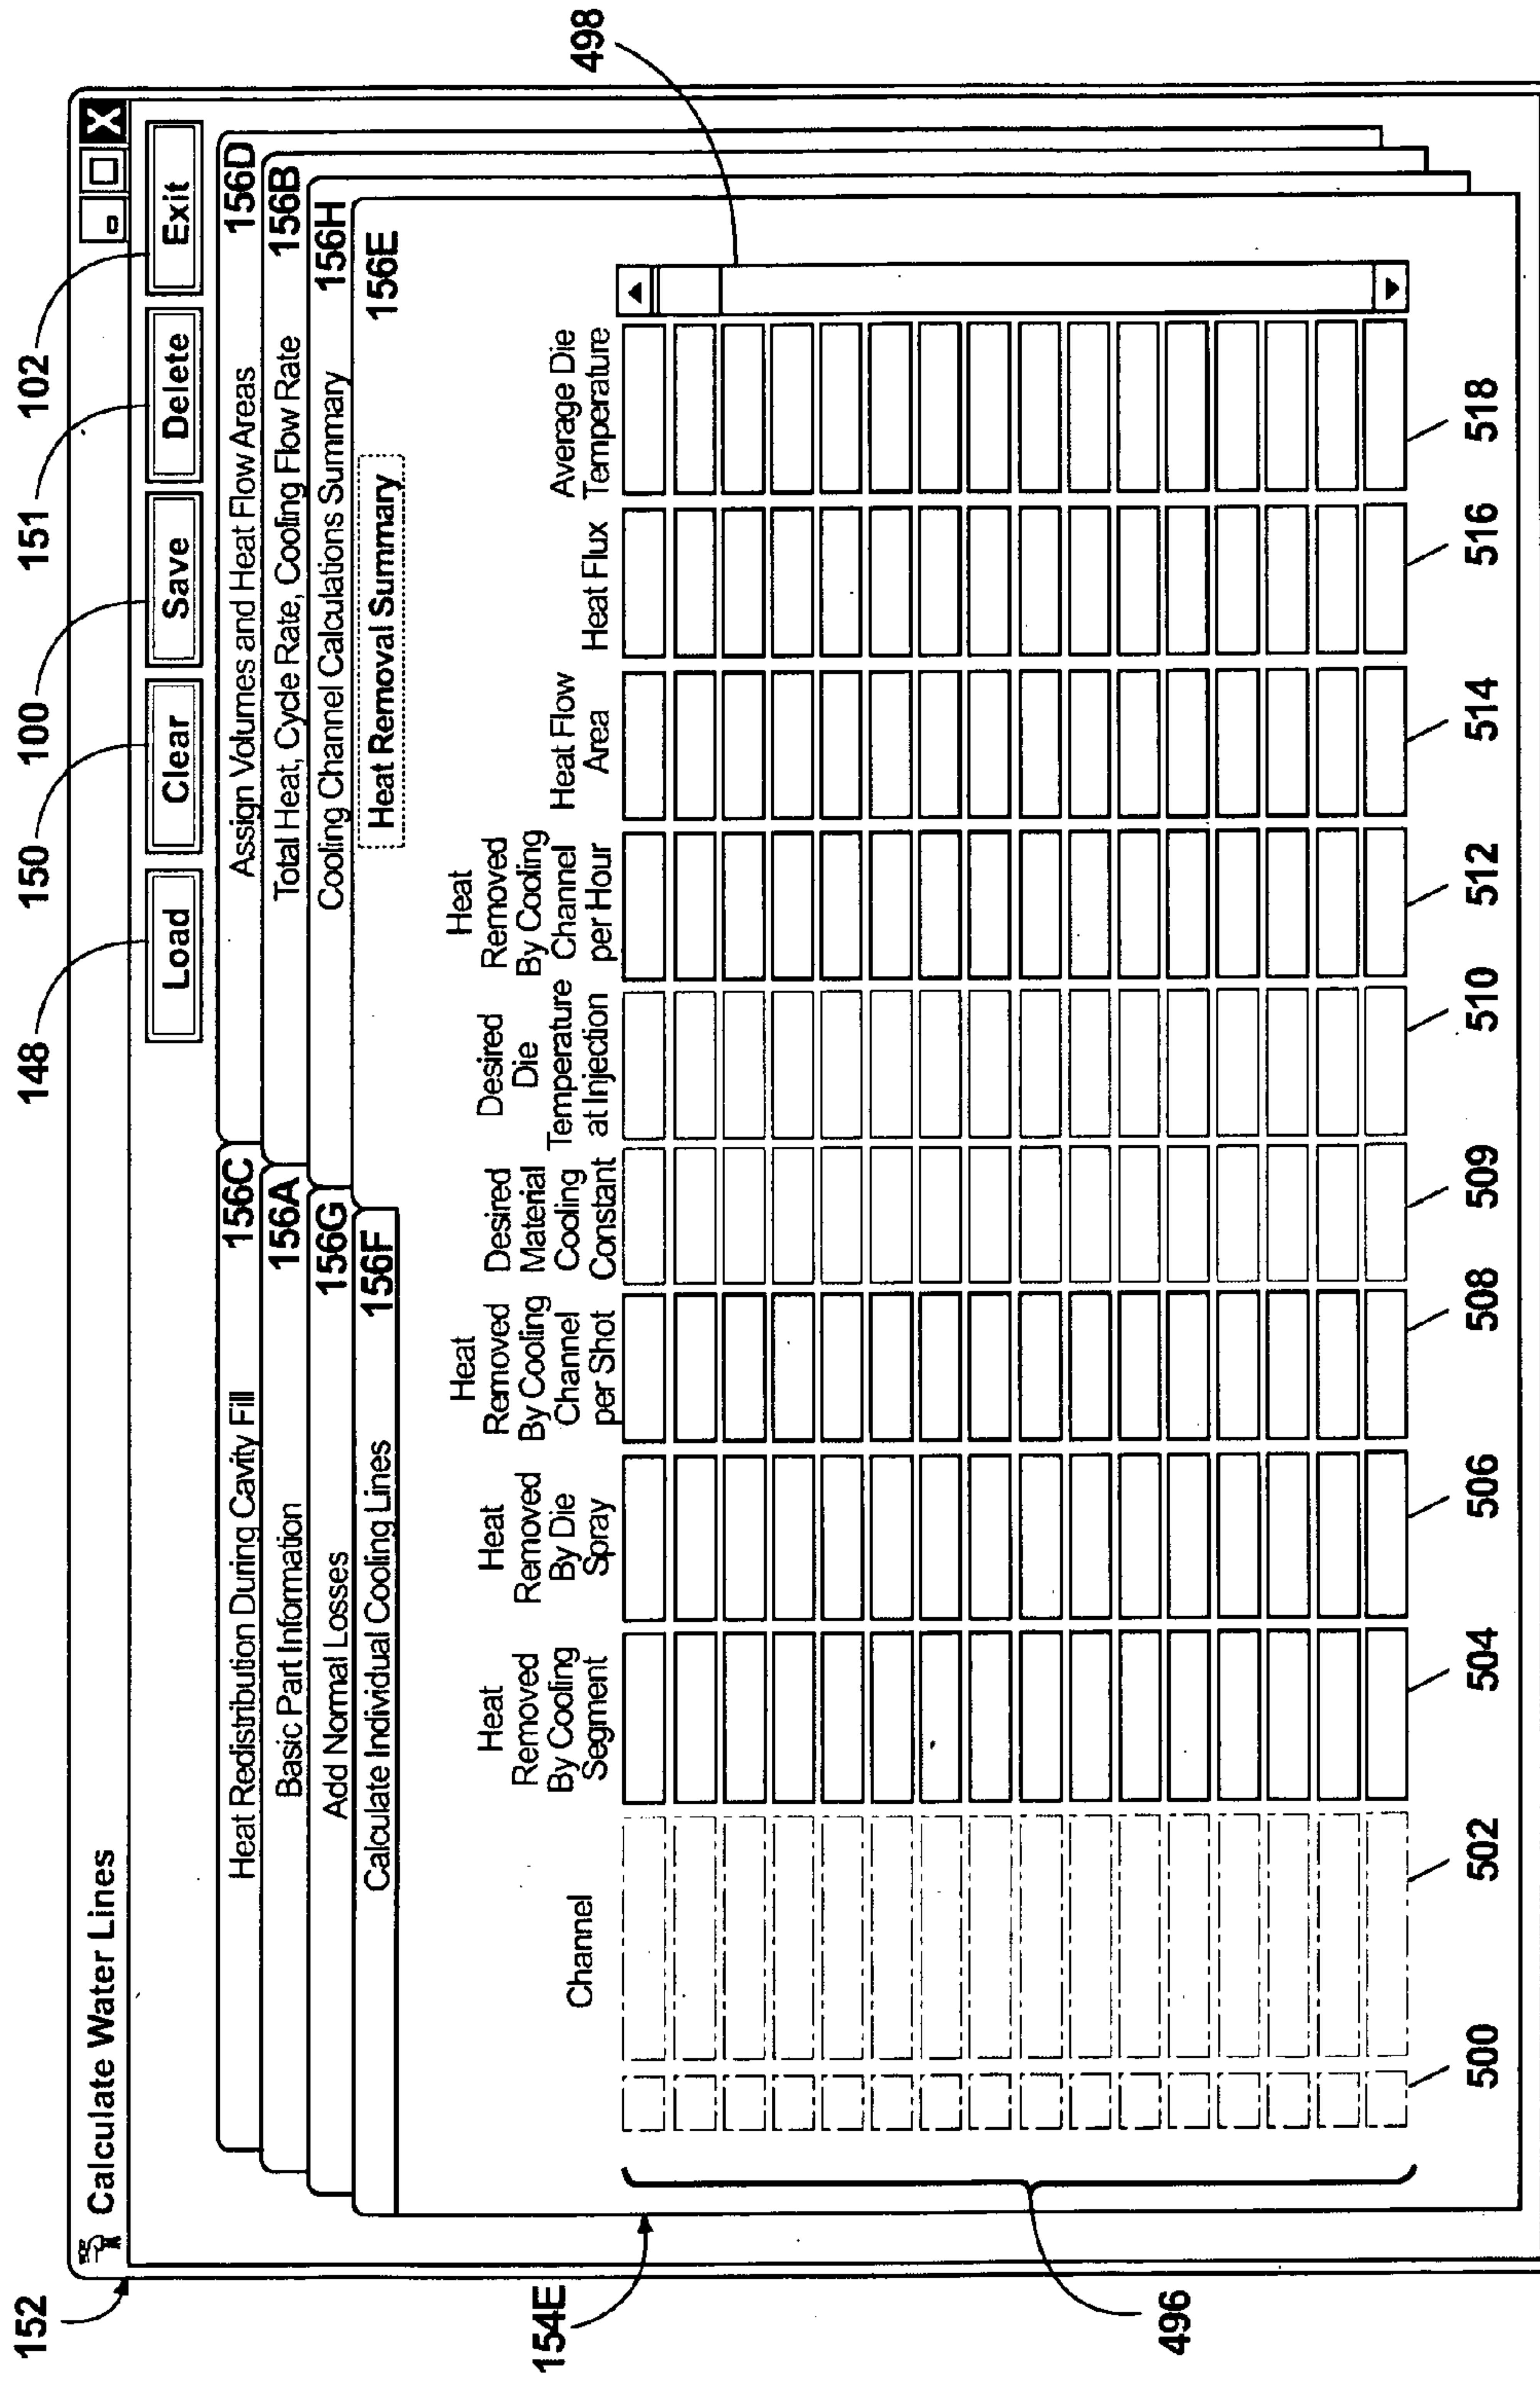 148
150
100
151
102
152
Calculate Water Lines
X
Load
Clear
Save
Delete
Exit
Heat Redistribution During Cavity Fill
156C
Assign Volumes and Heat Flow Areas
156D
Basic Part Information
156A
Total Heat, Cycle Rate, Cooling Flow Rate
156B
Add Normal Losses
156G
Cooling Channel Calculations Summary
156H
Calculate Individual Cooling Lines
156F
Heat Removal Summary
156E
154E
498
Channel
Heat
Removed
By Cooling
Segment
Heat
Removed
By Die
Spray
Heat
Removed
By Cooling
Channel
per Shot
Desired
Material
Cooling
Constant
Desired
Die
Temperature
at Injection
Heat
Removed
By Cooling
Channel
per Hour
Heat Flow
Area
Heat Flux
Average Die
Temperature
496
500
502
504
506
508
509
510
512
514
516
518